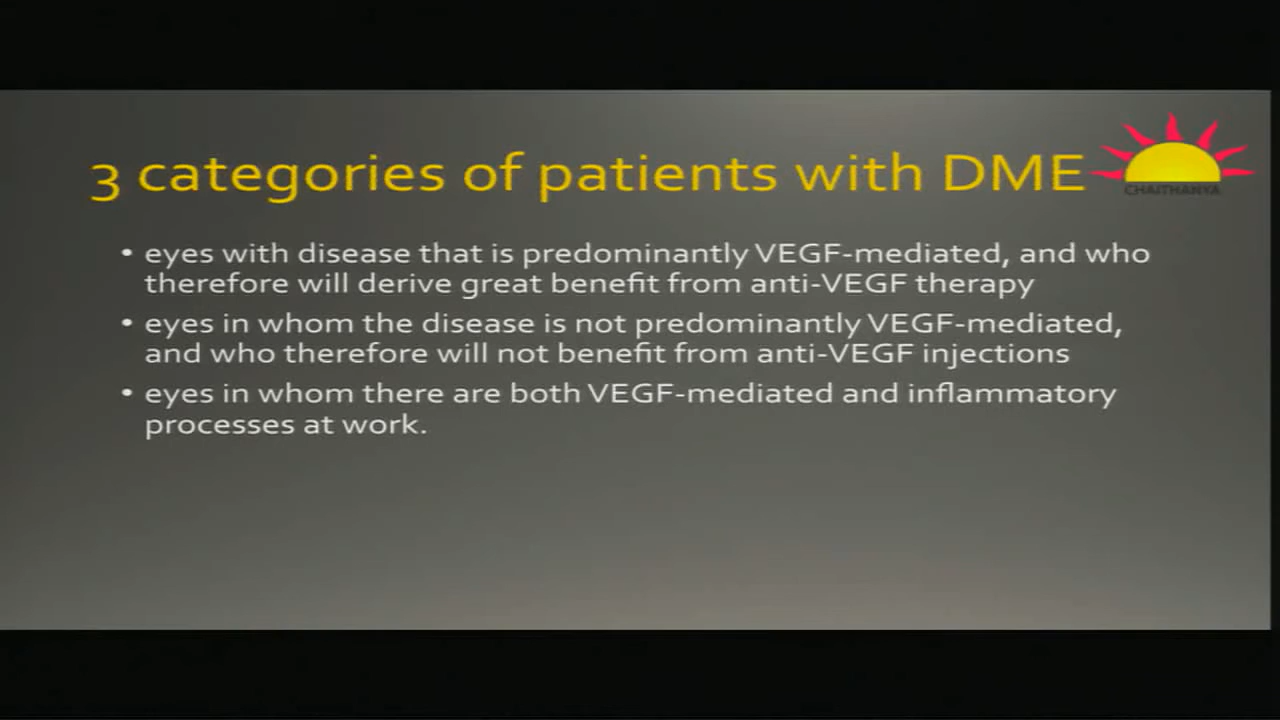 3 categories of patients with DME
CHAITHANYA
• eyes with disease that is predominantly VEGF-mediated, and who
therefore will derive great benefit from anti-VEGF therapy
• eyes in whom the disease is not predominantly VEGF-mediated,
and who therefore will not benefit from anti-VEGF injections
• eyes in whom there are both VEGF-mediated and inflammatory
processes at work.